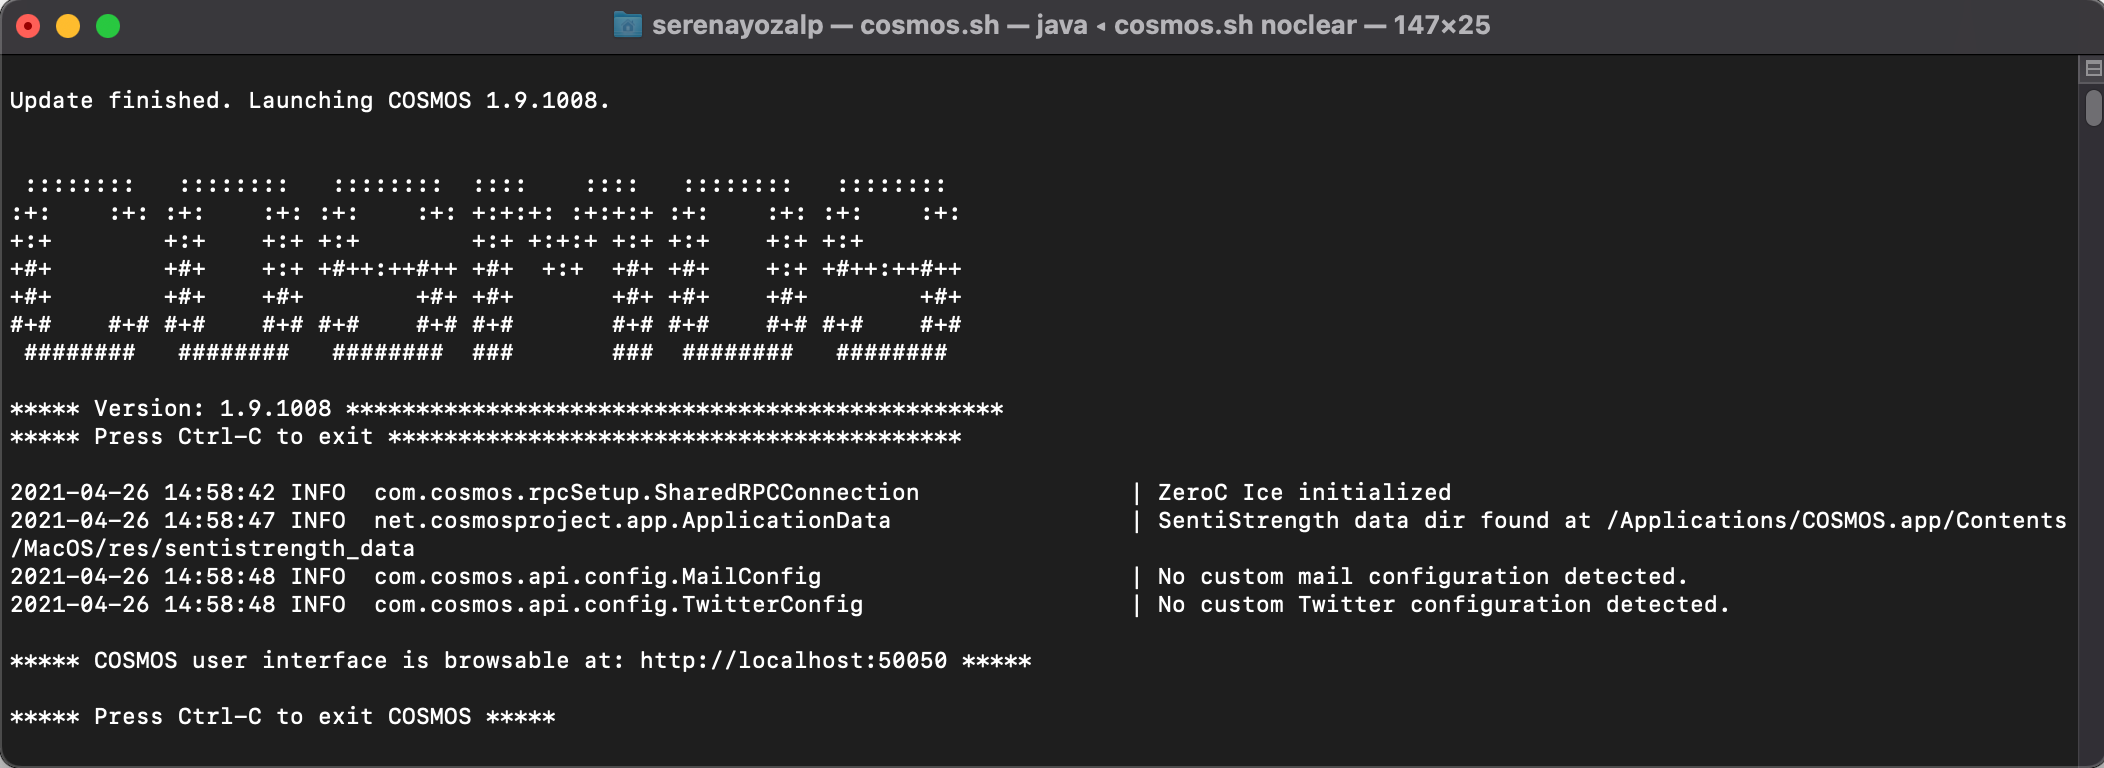 serenayozalp — cosmos.sh — java ◂ cosmos.sh noclear — 147×25
Update finished. Launching COSMOS 1.9.1008.
 ::::::::   ::::::::   ::::::::  ::::    ::::   ::::::::   ::::::::
:+:    :+: :+:    :+: :+:    :+: +:+:+: :+:+:+ :+:    :+: :+:    :+:
+:+        +:+    +:+ +:+        +:+ +:+:+ +:+ +:+    +:+ +:+
+#+        +#+    +:+ +#++:++#++ +#+  +:+  +#+ +#+    +:+ +#++:++#++
+#+        +#+    +#+        +#+ +#+       +#+ +#+    +#+        +#+
#+#    #+# #+#    #+# #+#    #+# #+#       #+# #+#    #+# #+#    #+#
 ########   ########   ########  ###       ###  ########   ########
***** Version: 1.9.1008 ***********************************************
***** Press Ctrl-C to exit *****************************************
2021-04-26 14:58:42 INFO  com.cosmos.rpcSetup.SharedRPCConnection               | ZeroC Ice initialized
2021-04-26 14:58:47 INFO  net.cosmosproject.app.ApplicationData                 | SentiStrength data dir found at /Applications/COSMOS.app/Contents
/MacOS/res/sentistrength_data
2021-04-26 14:58:48 INFO  com.cosmos.api.config.MailConfig                      | No custom mail configuration detected.
2021-04-26 14:58:48 INFO  com.cosmos.api.config.TwitterConfig                   | No custom Twitter configuration detected.
***** COSMOS user interface is browsable at: http://localhost:50050 *****
***** Press Ctrl-C to exit COSMOS *****